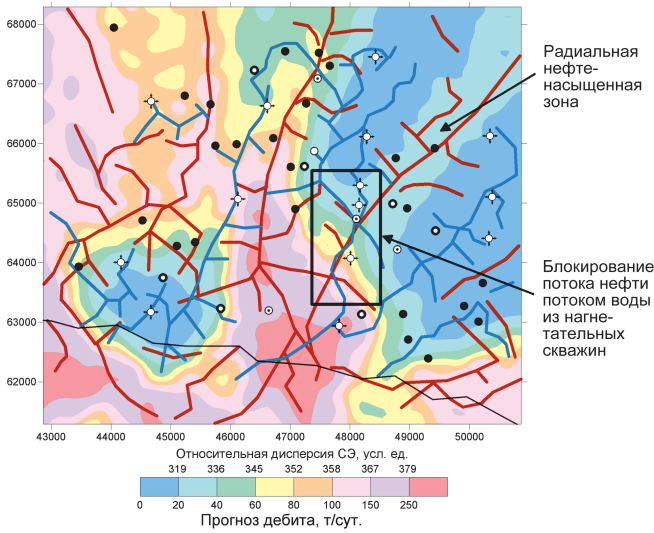 68000
67000
66000
65000
64000
63000
62000
43000 44000 45000 46000 47000 48000 49000 50000
Радиальная
нефте-
насыщенная
зона
Блокирование
потока нефти
потоком воды
из нагне-
тательных
скважин
Относительная дисперсия СЭ, усл. ед.
319 336 345 352 358 367 379
0 20 40 60 80 100 150 250
Прогноз дебита, т/сут.